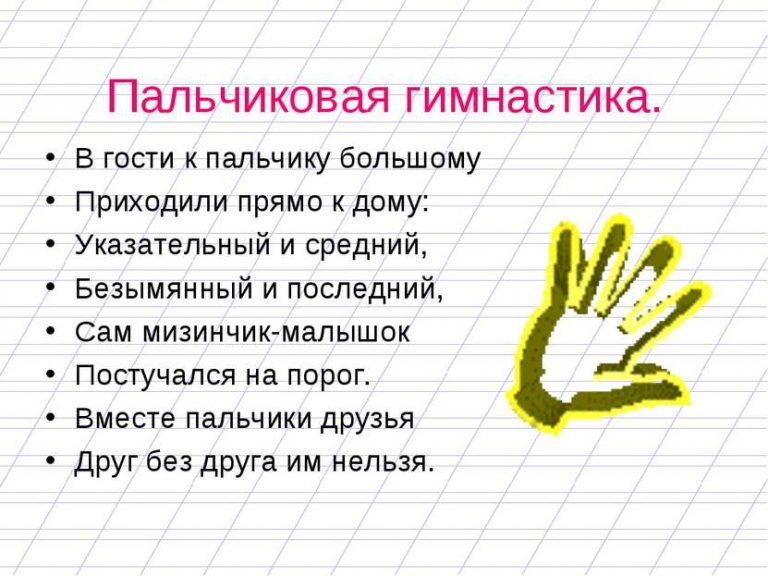 Пальчиковая гимнастика.
• В гости к пальчику большому
• Приходили прямо к дому:
• Указательный и средний,
• Безымянный и последний,
• Сам мизинчик-малышок
• Постучался на порог.
• Вместе пальчики друзья
• Друг без друга им нельзя.